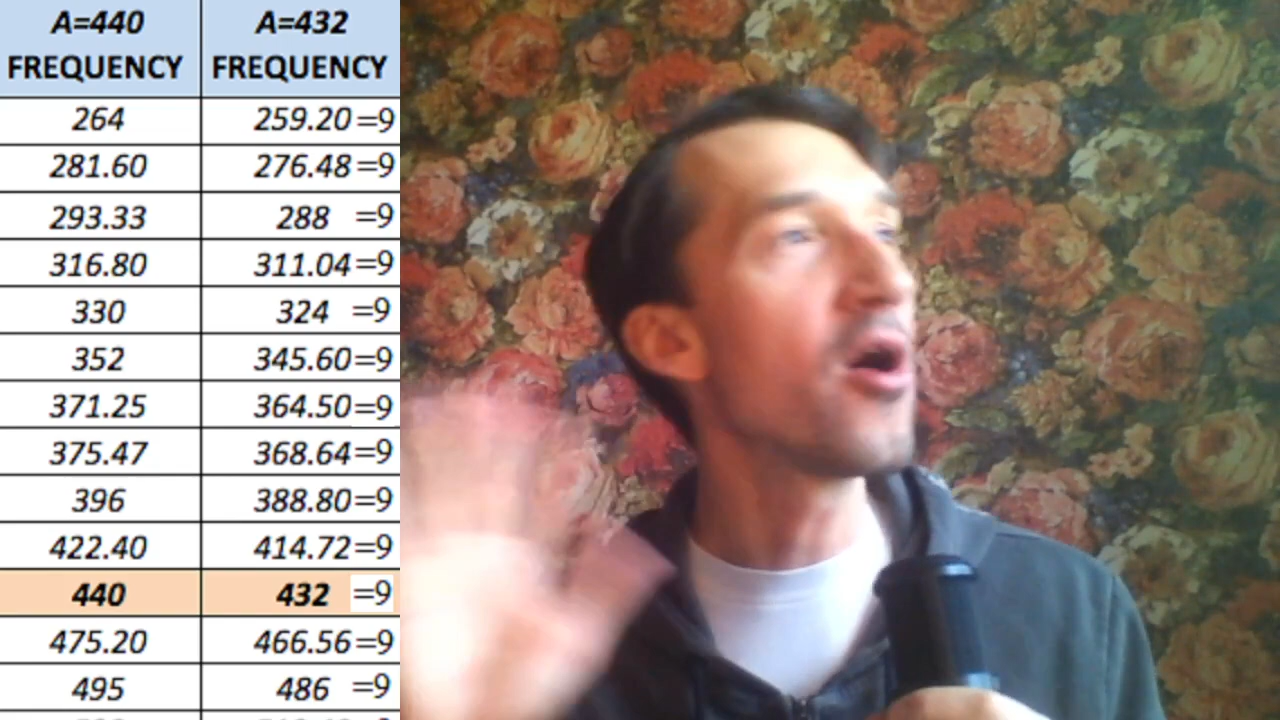 A=440 A=432
FREQUENCY FREQUENCY
264 259.20 =9
281.60 276.48 =9
293.33 288 =9
316.80 311.04=9
330 324 =9
352 345.60=9
371.25 364.50=9
375.47 368.64=9
396 388.80=9
422.40 414.72=9
440 432 =9
475.20 466.56=9
495 486 =9